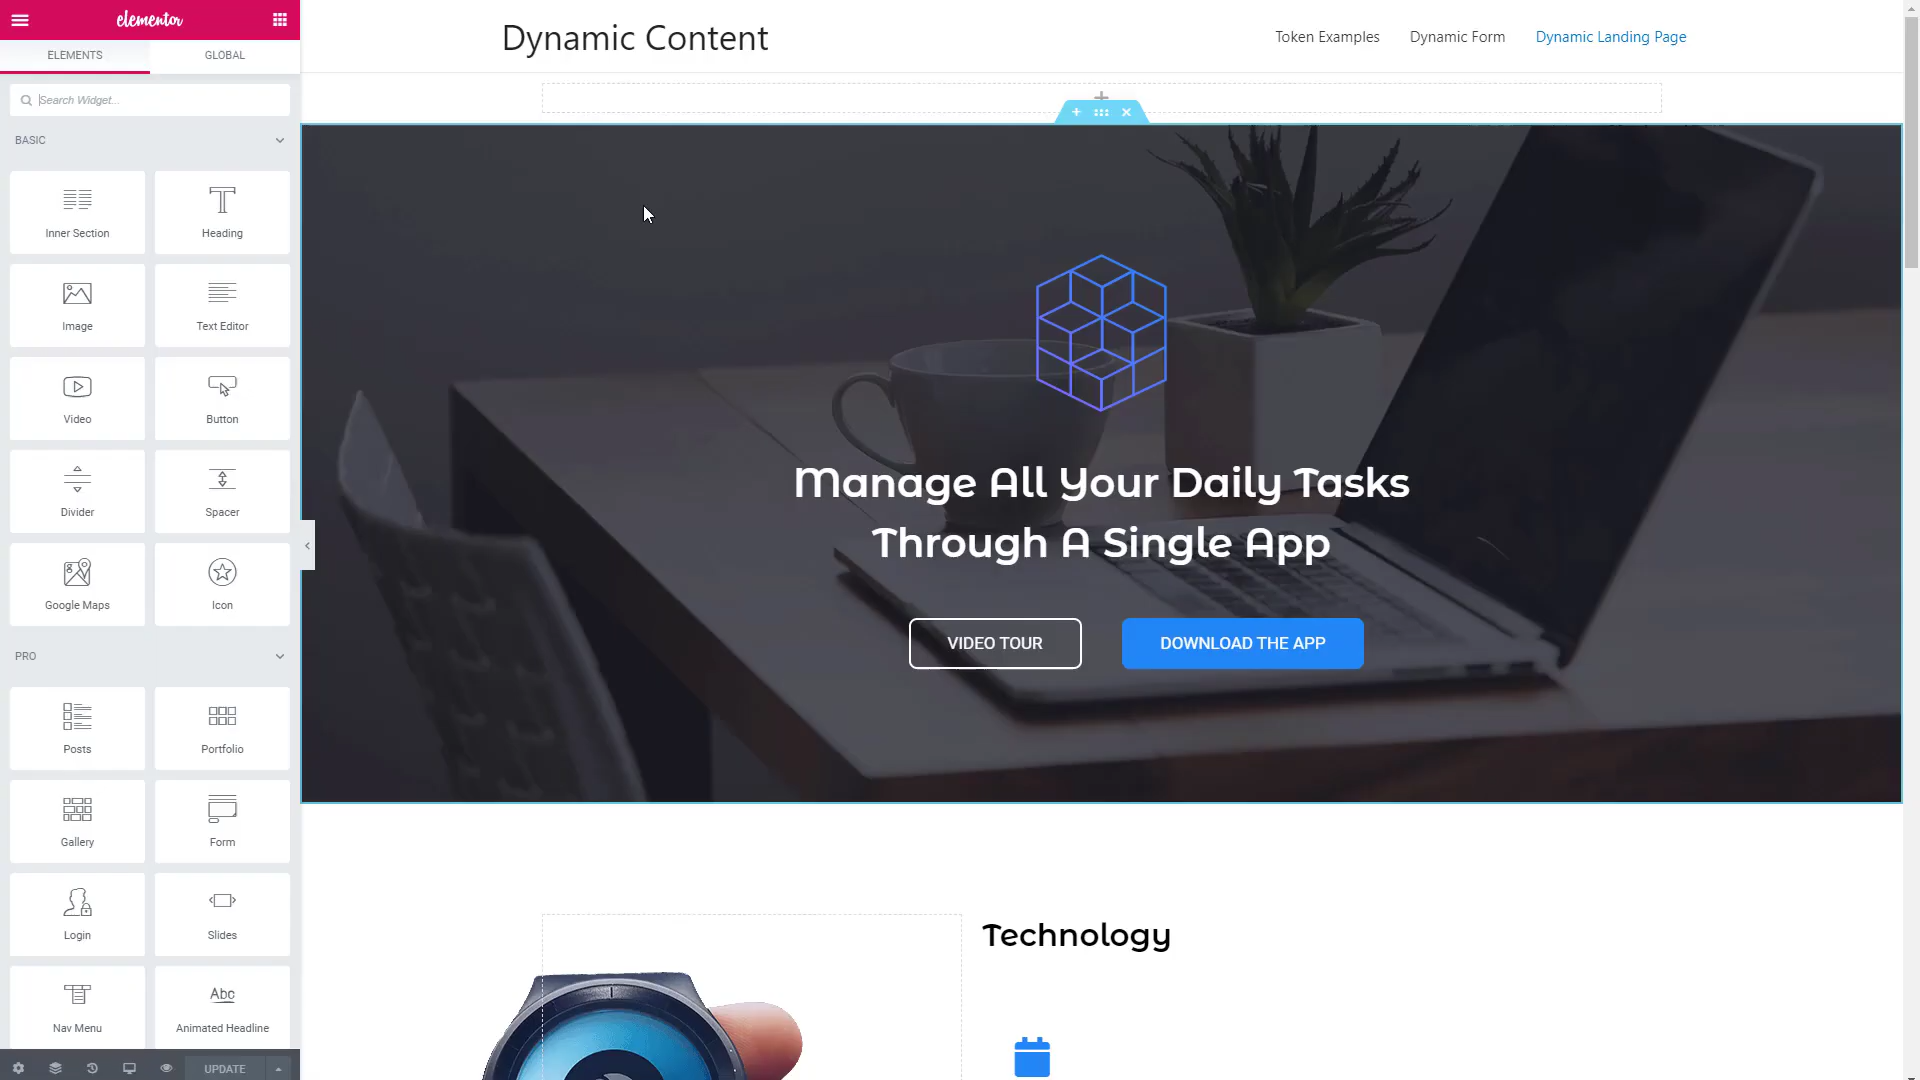 elementor
ELEMENTS
GLOBAL
Search Widget...
BASIC
Inner Section
Heading
Image
Text Editor
Video
Button
Divider
Spacer
Google Maps
Icon
PRO
Posts
Portfolio
Gallery
Form
Login
Slides
Nav Menu
Abc
Animated Headline
UPDATE
Dynamic Content
Token Examples
Dynamic Form
Dynamic Landing Page
Manage All Your Daily Tasks
Through A Single App
VIDEO TOUR
DOWNLOAD THE APP
Technology